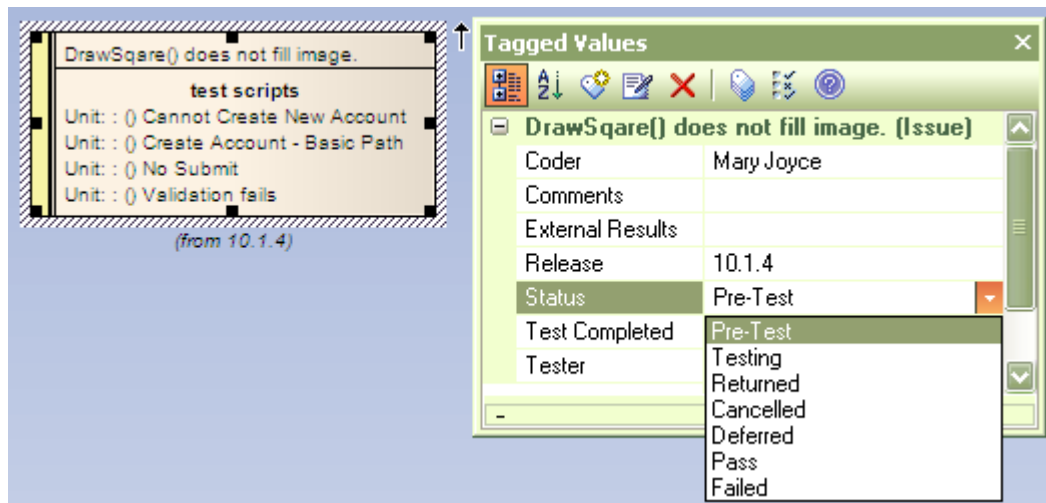 DrawSqare() does not fill image.
test scripts
Unit: : () Cannot Create New Account
Unit: : () Create Account - Basic Path
Unit: : () No Submit
Unit: : () Validation fails
(from 10.1.4)
Tagged Values
DrawSqare() does not fill image. (Issue)
Coder Mary Joyce
Comments
External Results
Release 10.1.4
Status Pre-Test
Test Completed
Tester
Pre-Test
Testing
Returned
Cancelled
Deferred
Pass
Failed